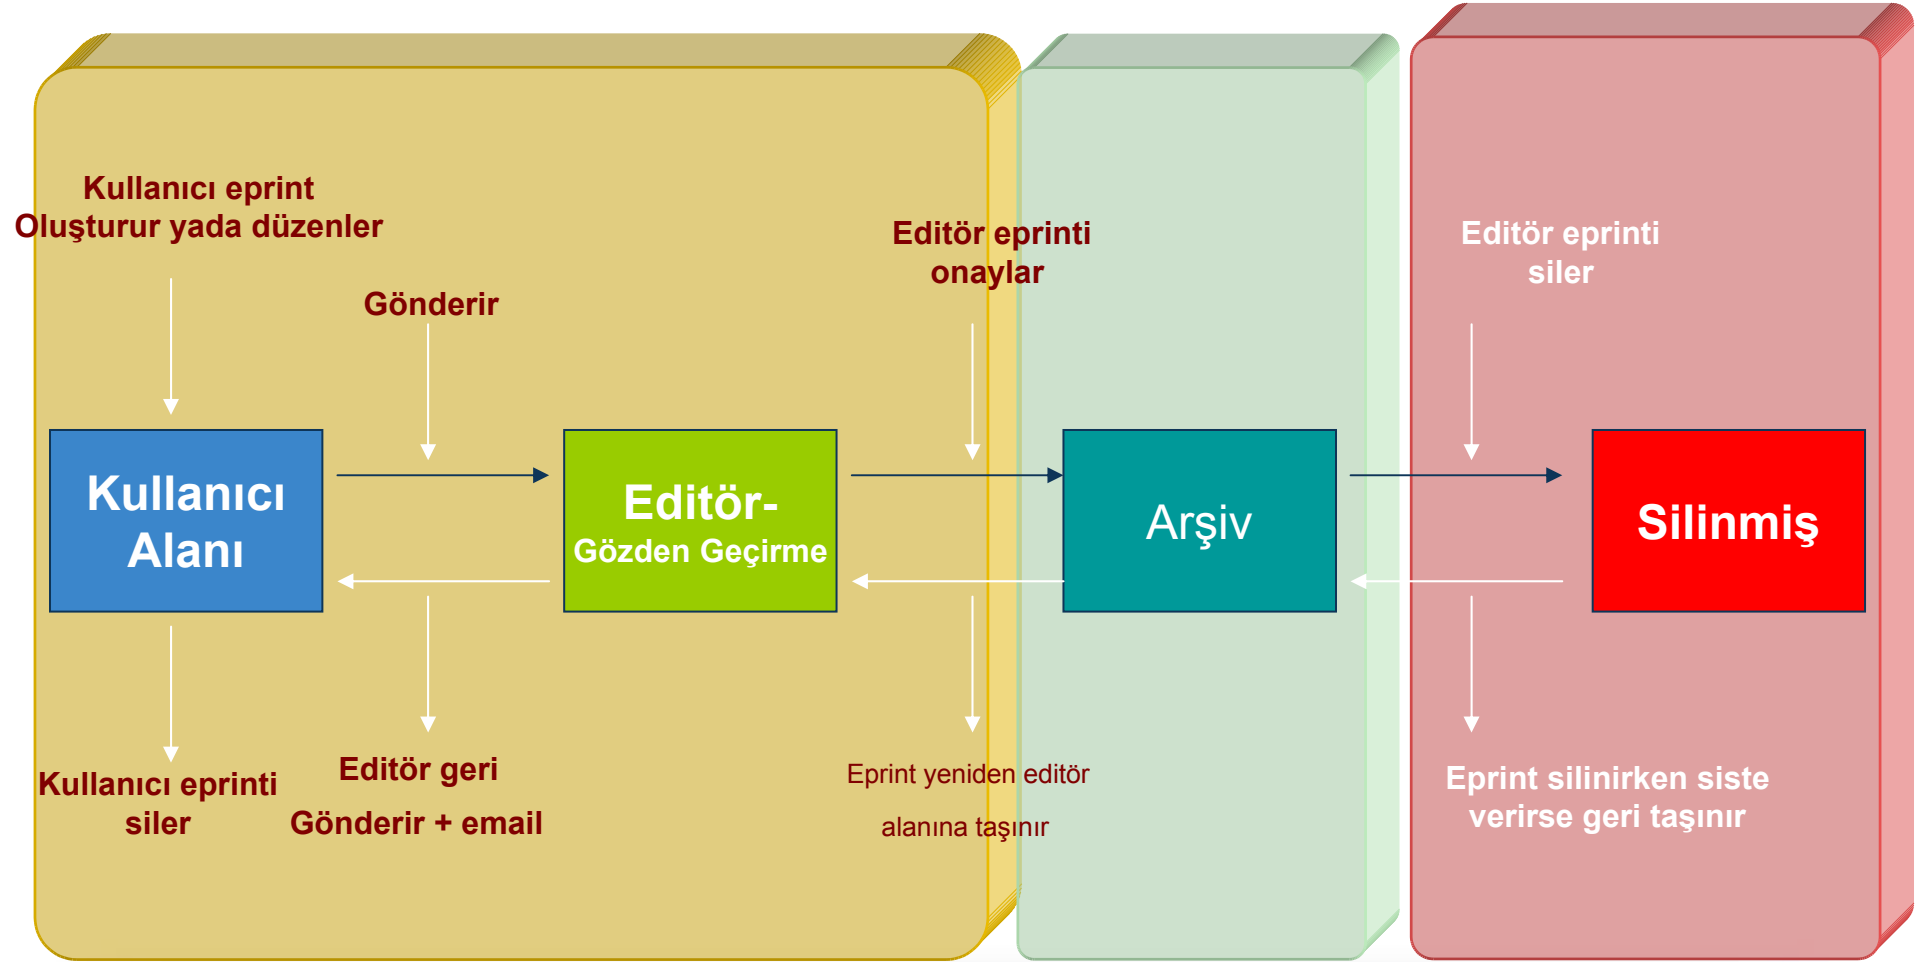 Kullanıcı eprint
Oluşturur yada düzenler
Gönderir
Editör eprinti
onaylar
Editör eprinti
siler
Kullanıcı
Alanı
Editör-
Gözden Geçirme
Arşiv
Silinmiş
Kullanıcı eprinti
siler
Editör geri
Gönderir + email
Eprint yeniden editör
alanına taşınır
Eprint silinirken siste
verirse geri taşınır